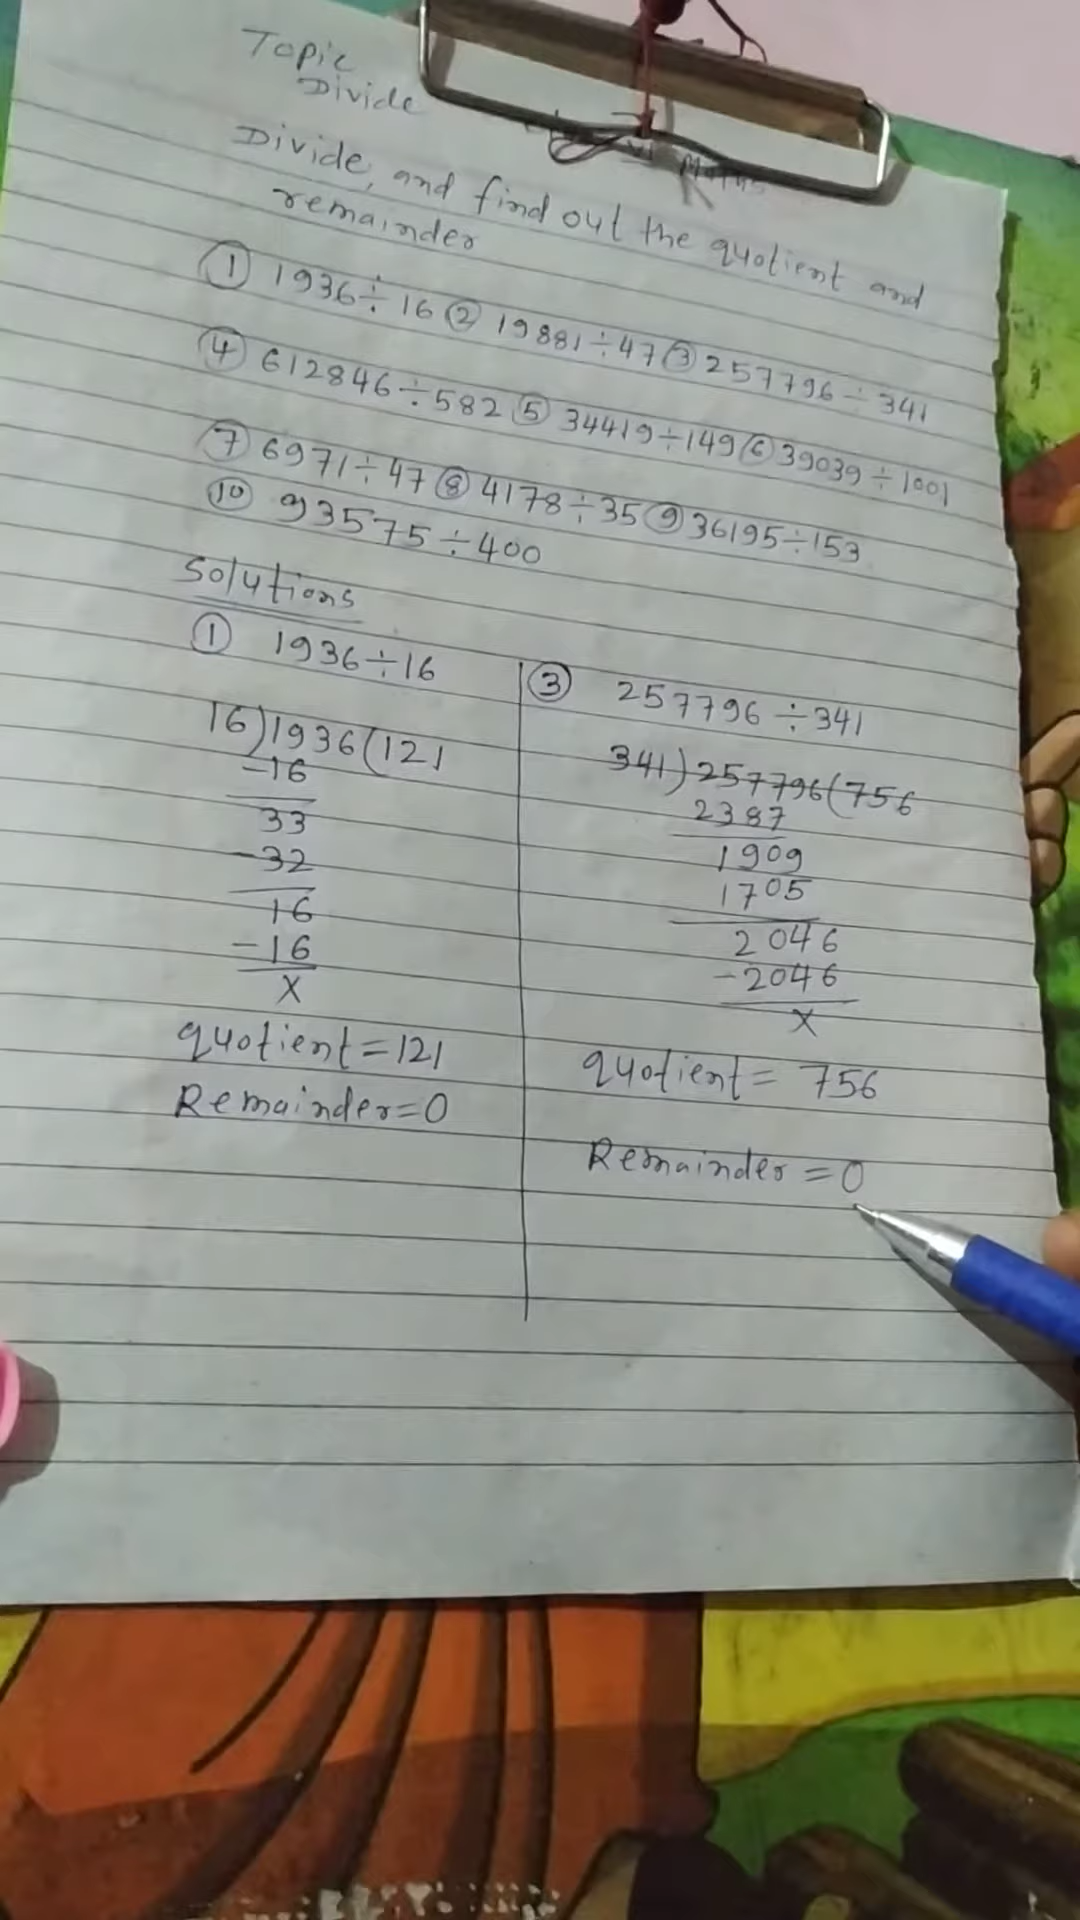 Topic
Divide
VI Maths
Divide, and find out the quotient and
remainder
① 1936÷16 ② 19881÷47 ③ 257796÷341
④ 612846÷582 ⑤ 34419÷149 ⑥ 39039÷1001
⑦ 6971÷47 ⑧ 4178÷35 ⑨ 36195÷153
⑩ 93575÷400
Solutions
① 1936÷16
16)1936(121
-16
33
-32
16
-16
X
quotient=121
Remainder=0
③ 257796÷341
341)257796(756
2387
1909
1705
2046
-2046
X
quotient= 756
Remainder=0